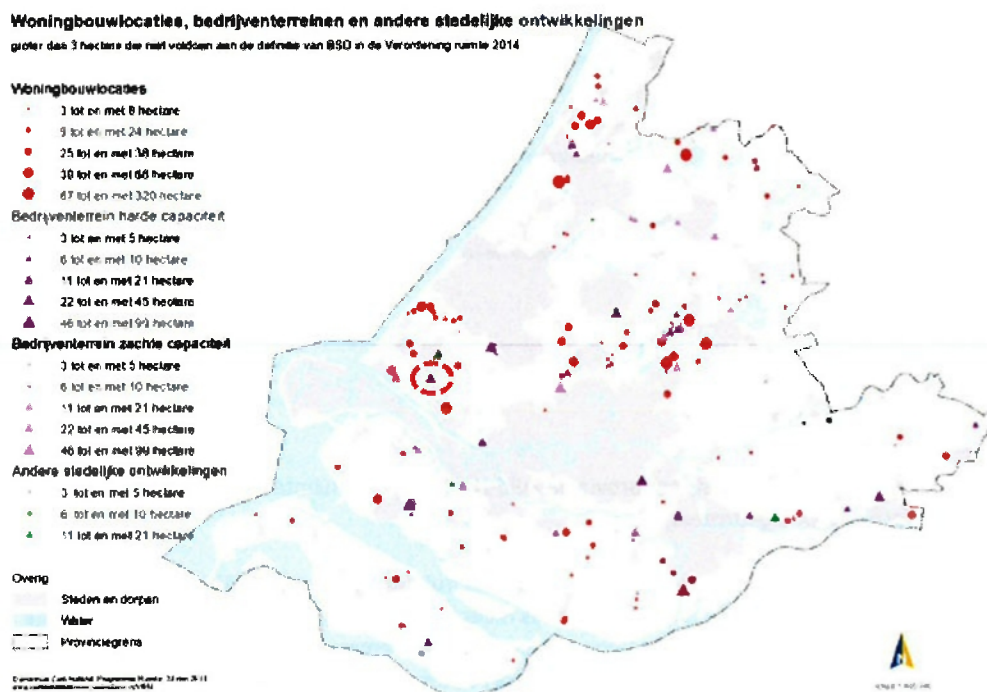 Woningbouwlocaties, bedrijventerreinen en andere stedelijke ontwikkelingen
groter dan 3 hectare die niet voldoen aan de definitie van BSD in de Verordening ruimte 2014
Woningbouwlocaties
3 tot en met 8 hectare
9 tot en met 24 hectare
25 tot en met 38 hectare
39 tot en met 66 hectare
67 tot en met 320 hectare
Bedrijventerrein harde capaciteit
3 tot en met 5 hectare
6 tot en met 10 hectare
11 tot en met 21 hectare
22 tot en met 45 hectare
46 tot en met 99 hectare
Bedrijventerrein zachte capaciteit
3 tot en met 5 hectare
6 tot en met 10 hectare
11 tot en met 21 hectare
22 tot en met 45 hectare
46 tot en met 99 hectare
Andere stedelijke ontwikkelingen
3 tot en met 5 hectare
6 tot en met 10 hectare
11 tot en met 21 hectare
Overig
Steden en dorpen
Water
Provinciegrens